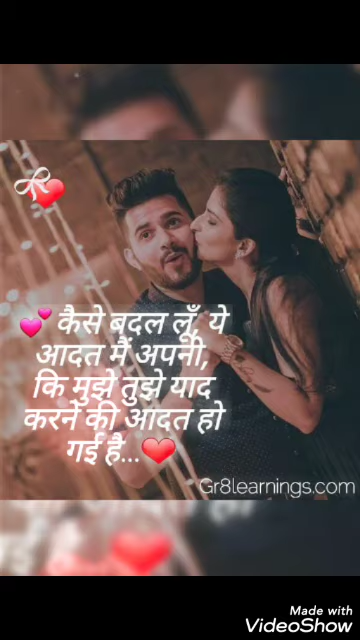 💕 कैसे बदल लूँ, ये
आदत मैं अपनी,
कि मुझे तुझे याद
करने की आदत हो
गई है...❤
Gr8learnings.com
Made with
VideoShow